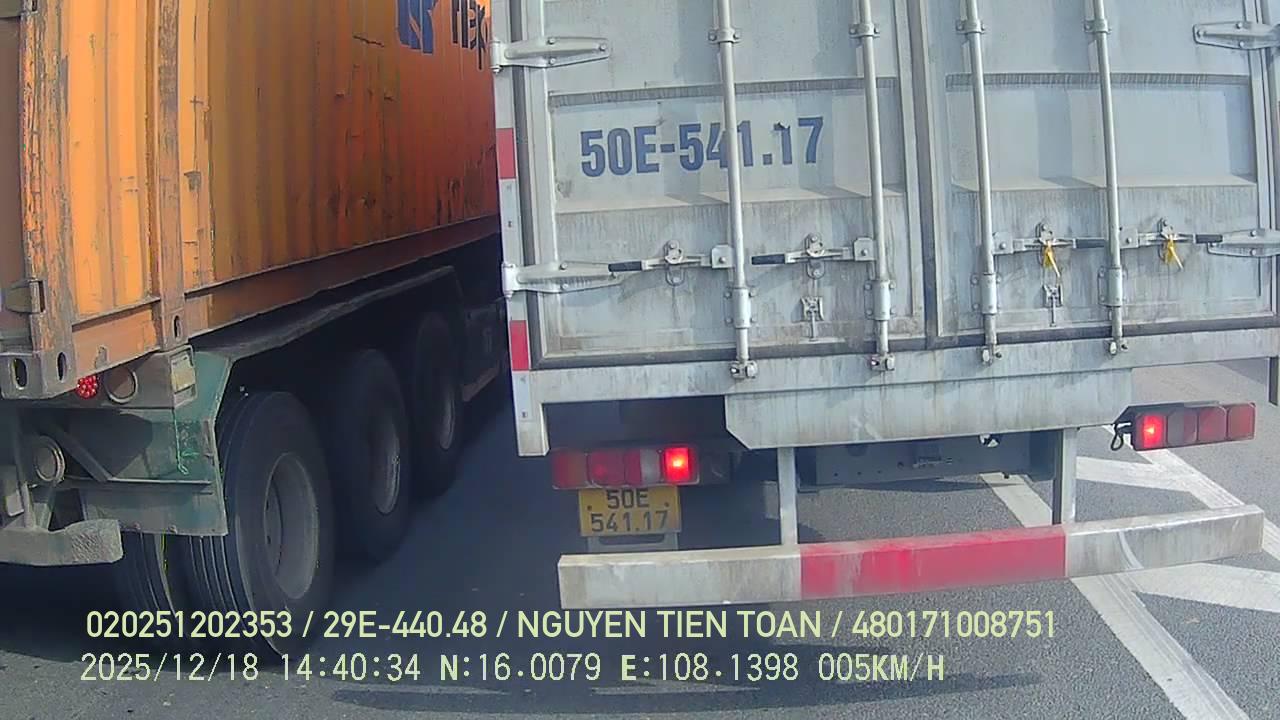 50E-541.17
50E
541.17
020251202353 / 29E-440.48 / NGUYEN TIEN TOAN / 480171008751
2025/12/18 14:40:34 N:16.0079 E:108.1398 005KM/H